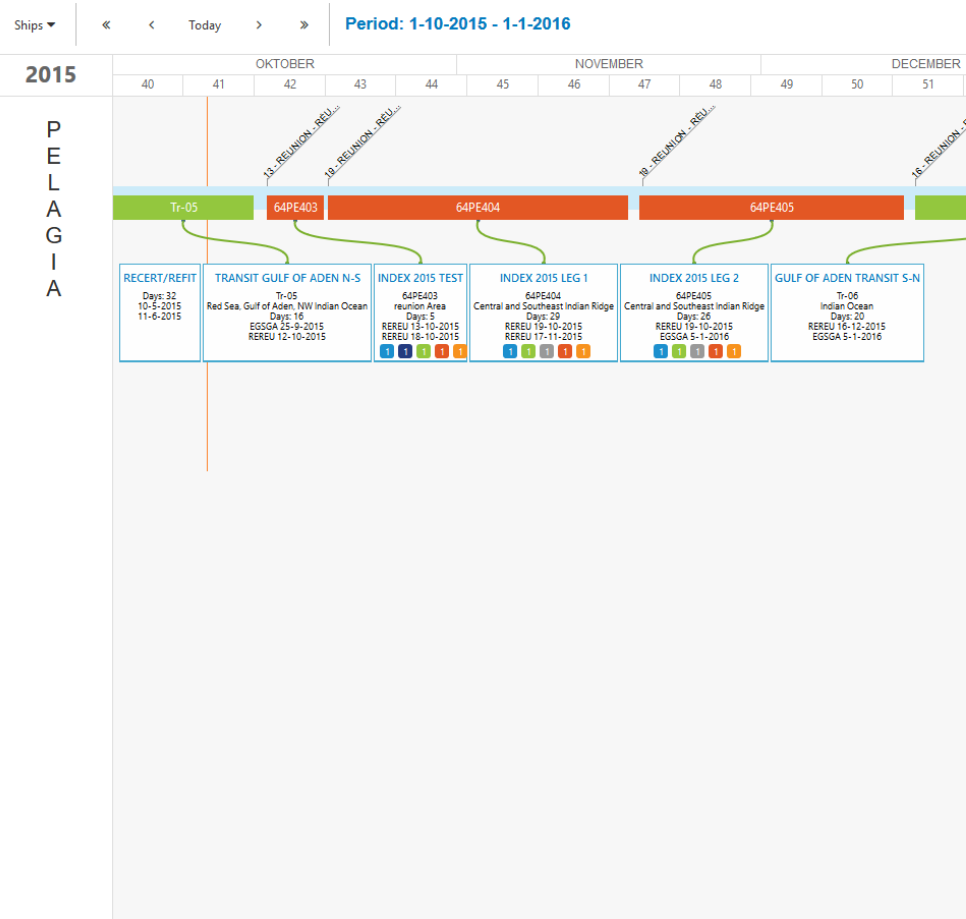 Ships Today Period: 1-10-2015 - 1-1-2016
2015
OKTOBER NOVEMBER DECEMBER
40 41 42 43 44 45 46 47 48 49 50 51
PELAGIA
13 - REUNION - REU...
19 - REUNION - REU...
19 - REUNION - REU...
16 - REUNION -
Tr-05 64PE403 64PE404 64PE405
RECERT/REFIT
Days: 32
10-5-2015
11-6-2015
TRANSIT GULF OF ADEN N-S
Tr-05
Red Sea, Gulf of Aden, NW Indian Ocean
Days: 16
EGSGA 25-9-2015
REREU 12-10-2015
INDEX 2015 TEST
64PE403
reunion Area
Days: 5
REREU 13-10-2015
REREU 18-10-2015
1 1 1 1 1
INDEX 2015 LEG 1
64PE404
Central and Southeast Indian Ridge
Days: 29
REREU 19-10-2015
REREU 17-11-2015
1 1 1 1 1
INDEX 2015 LEG 2
64PE405
Central and Southeast Indian Ridge
Days: 26
REREU 19-10-2015
EGSGA 5-1-2016
1 1 1 1 1
GULF OF ADEN TRANSIT S-N
Tr-06
Indian Ocean
Days: 20
REREU 16-12-2015
EGSGA 5-1-2016